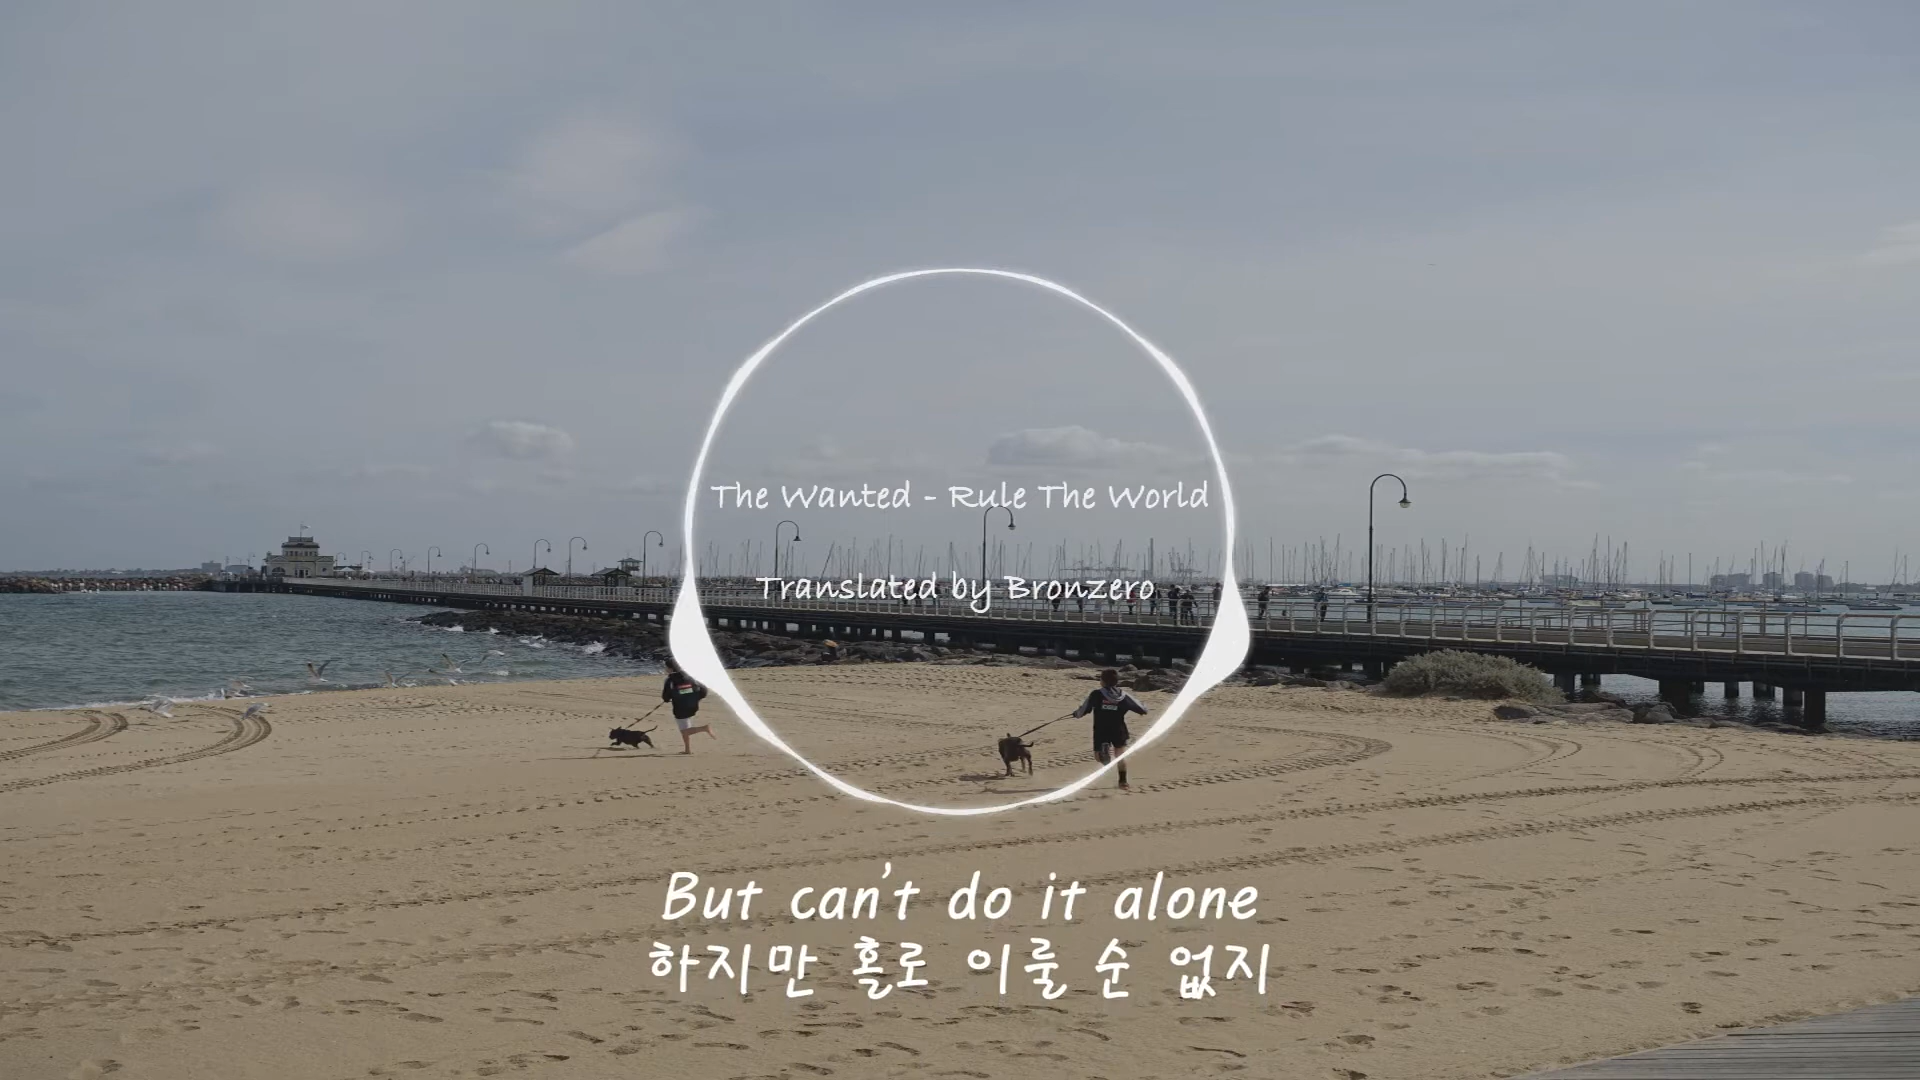 The Wanted - Rule The World
Translated by Bronzero
But can't do it alone
하지만 홀로 이룰 순 없지